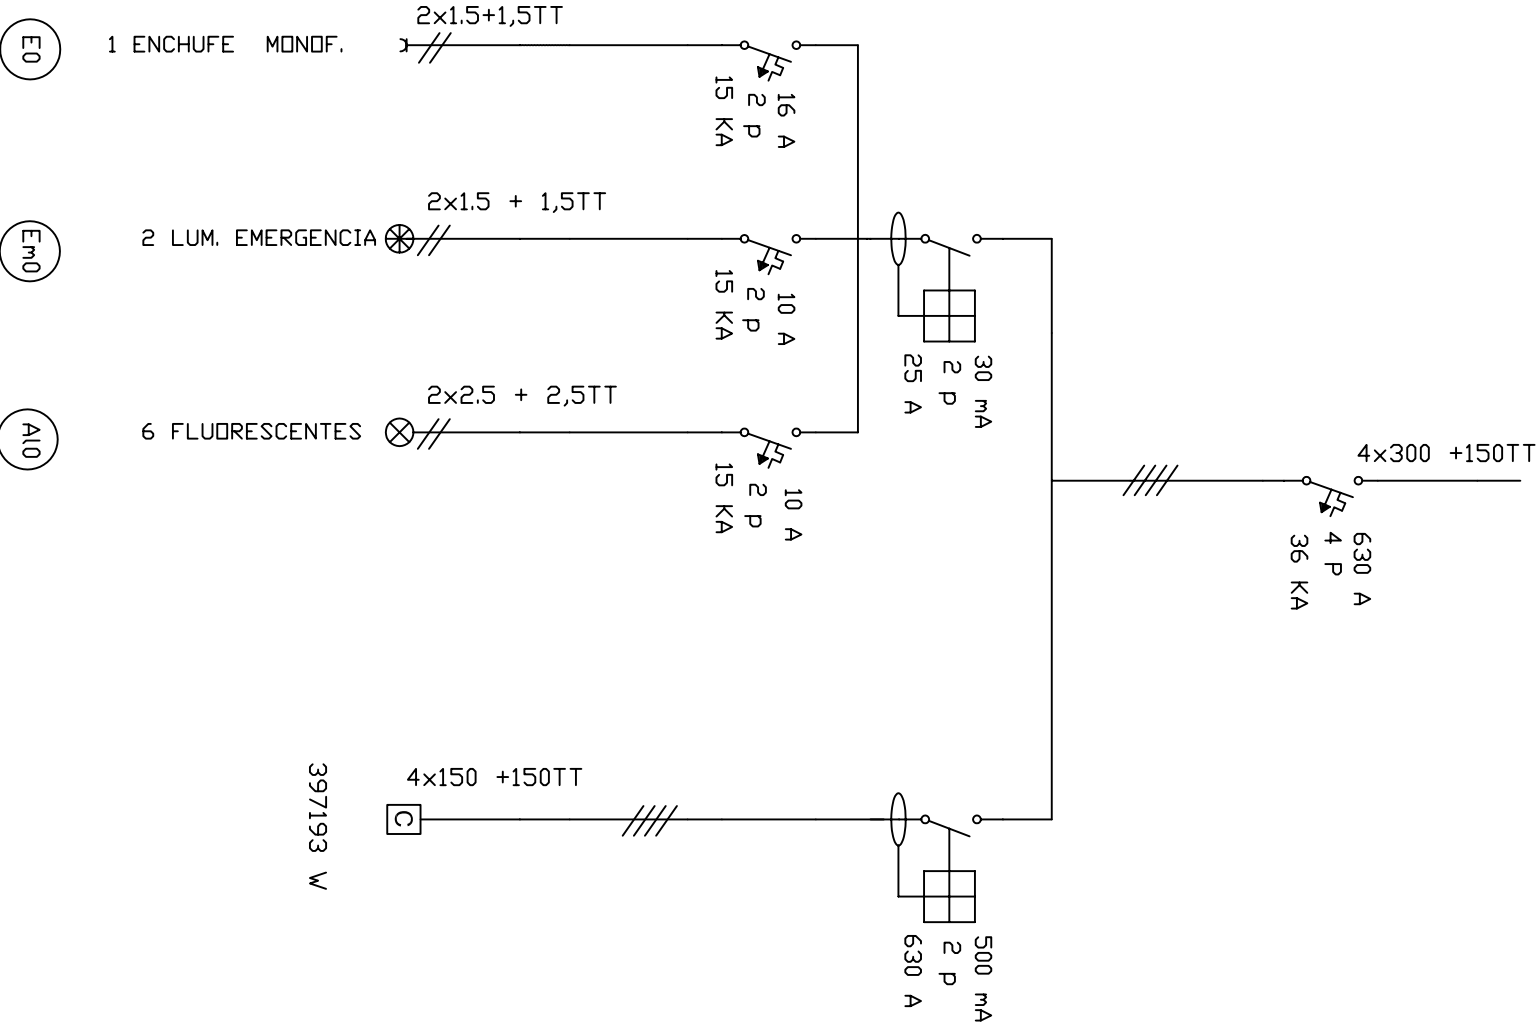 2x1.5+1,5TT
E0
1 ENCHUFE MONOF.
16 A
2 p
15 KA
2x1.5 + 1,5TT
Em0
2 LUM. EMERGENCIA
10 A
2 p
15 KA
30 mA
2 p
25 A
2x2.5 + 2,5TT
Al0
6 FLUORESCENTES
10 A
2 p
15 KA
4x300 +150TT
630 A
4 P
36 KA
4x150 +150TT
397193 W
C
500 mA
2 p
630 A